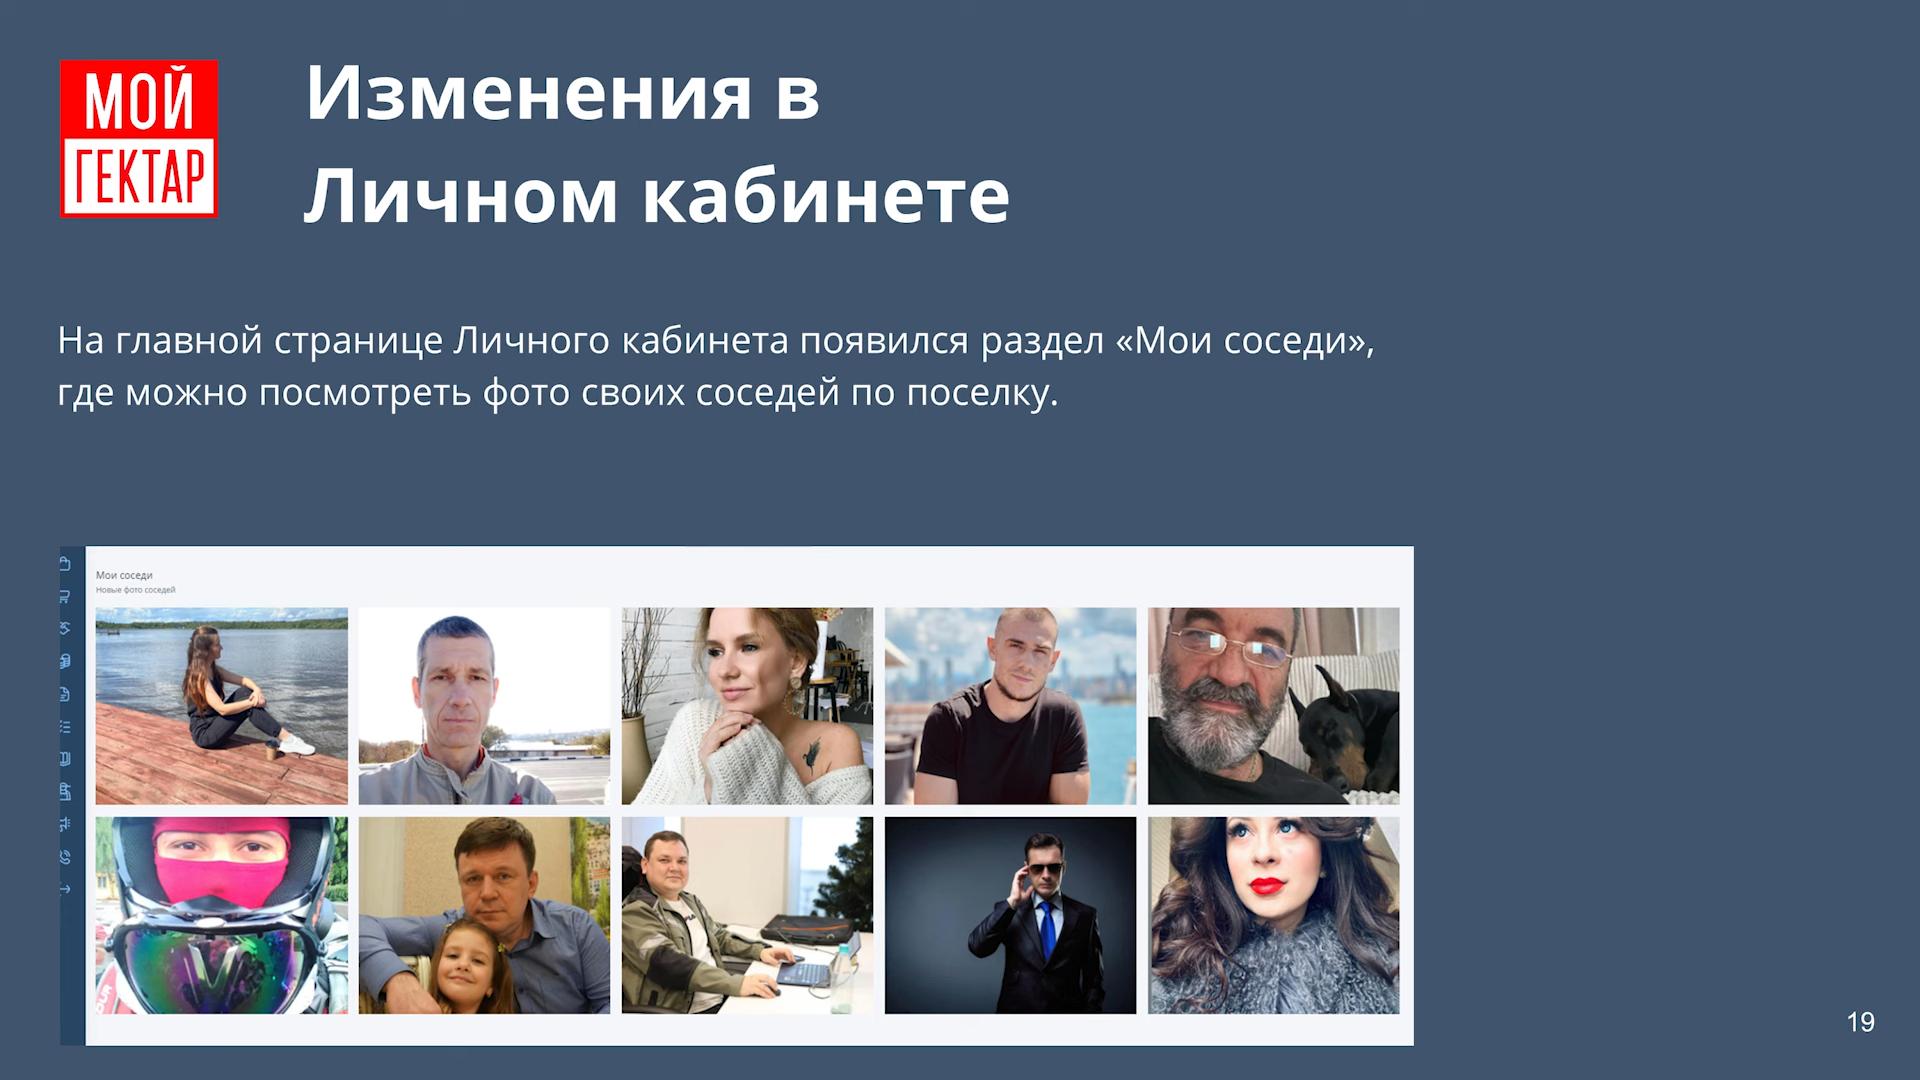 МОЙ
ГЕКТАР
Изменения в
Личном кабинете
На главной странице Личного кабинета появился раздел «Мои соседи»,
где можно посмотреть фото своих соседей по поселку.
Мои соседи
Новые фото соседей
19